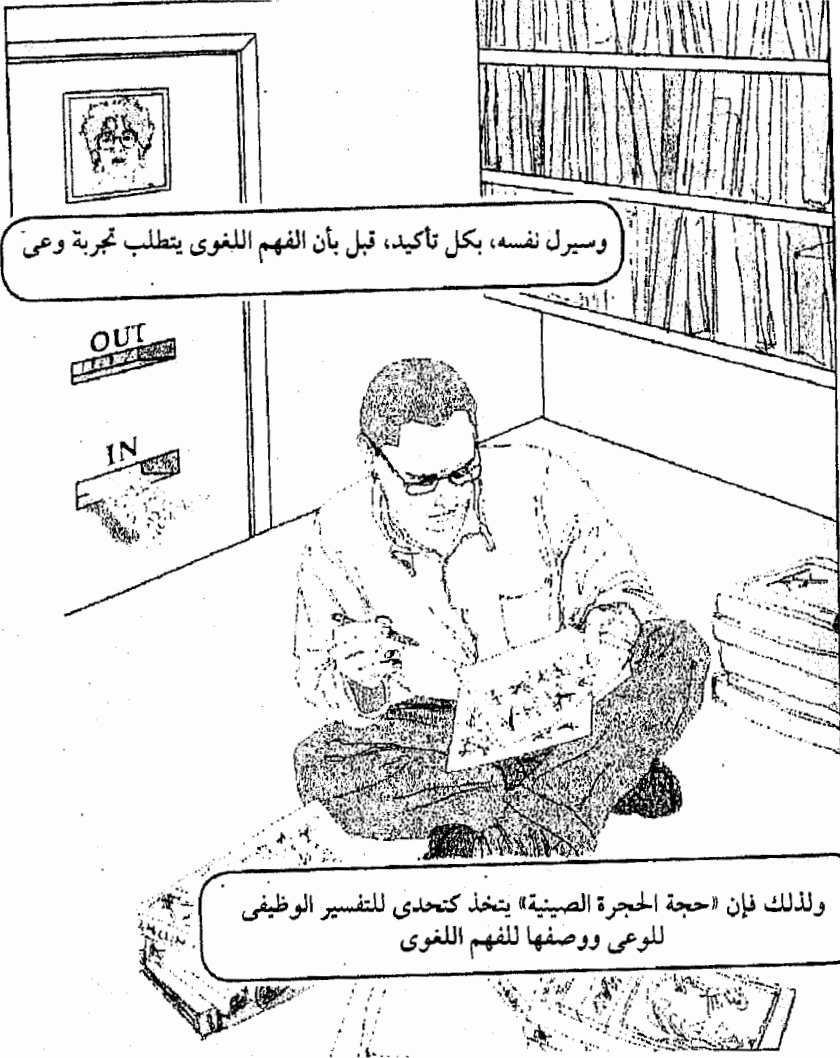 وسيرل نفسه، بكل تأكيد، قبل بأن الفهم اللغوى يتطلب تجربة وعى
OUT
IN
ولذلك فإن «حجة الحجرة الصينية» يتخذ كتحدى للتفسير الوظيفى
للوعى ووصفها للفهم اللغوى